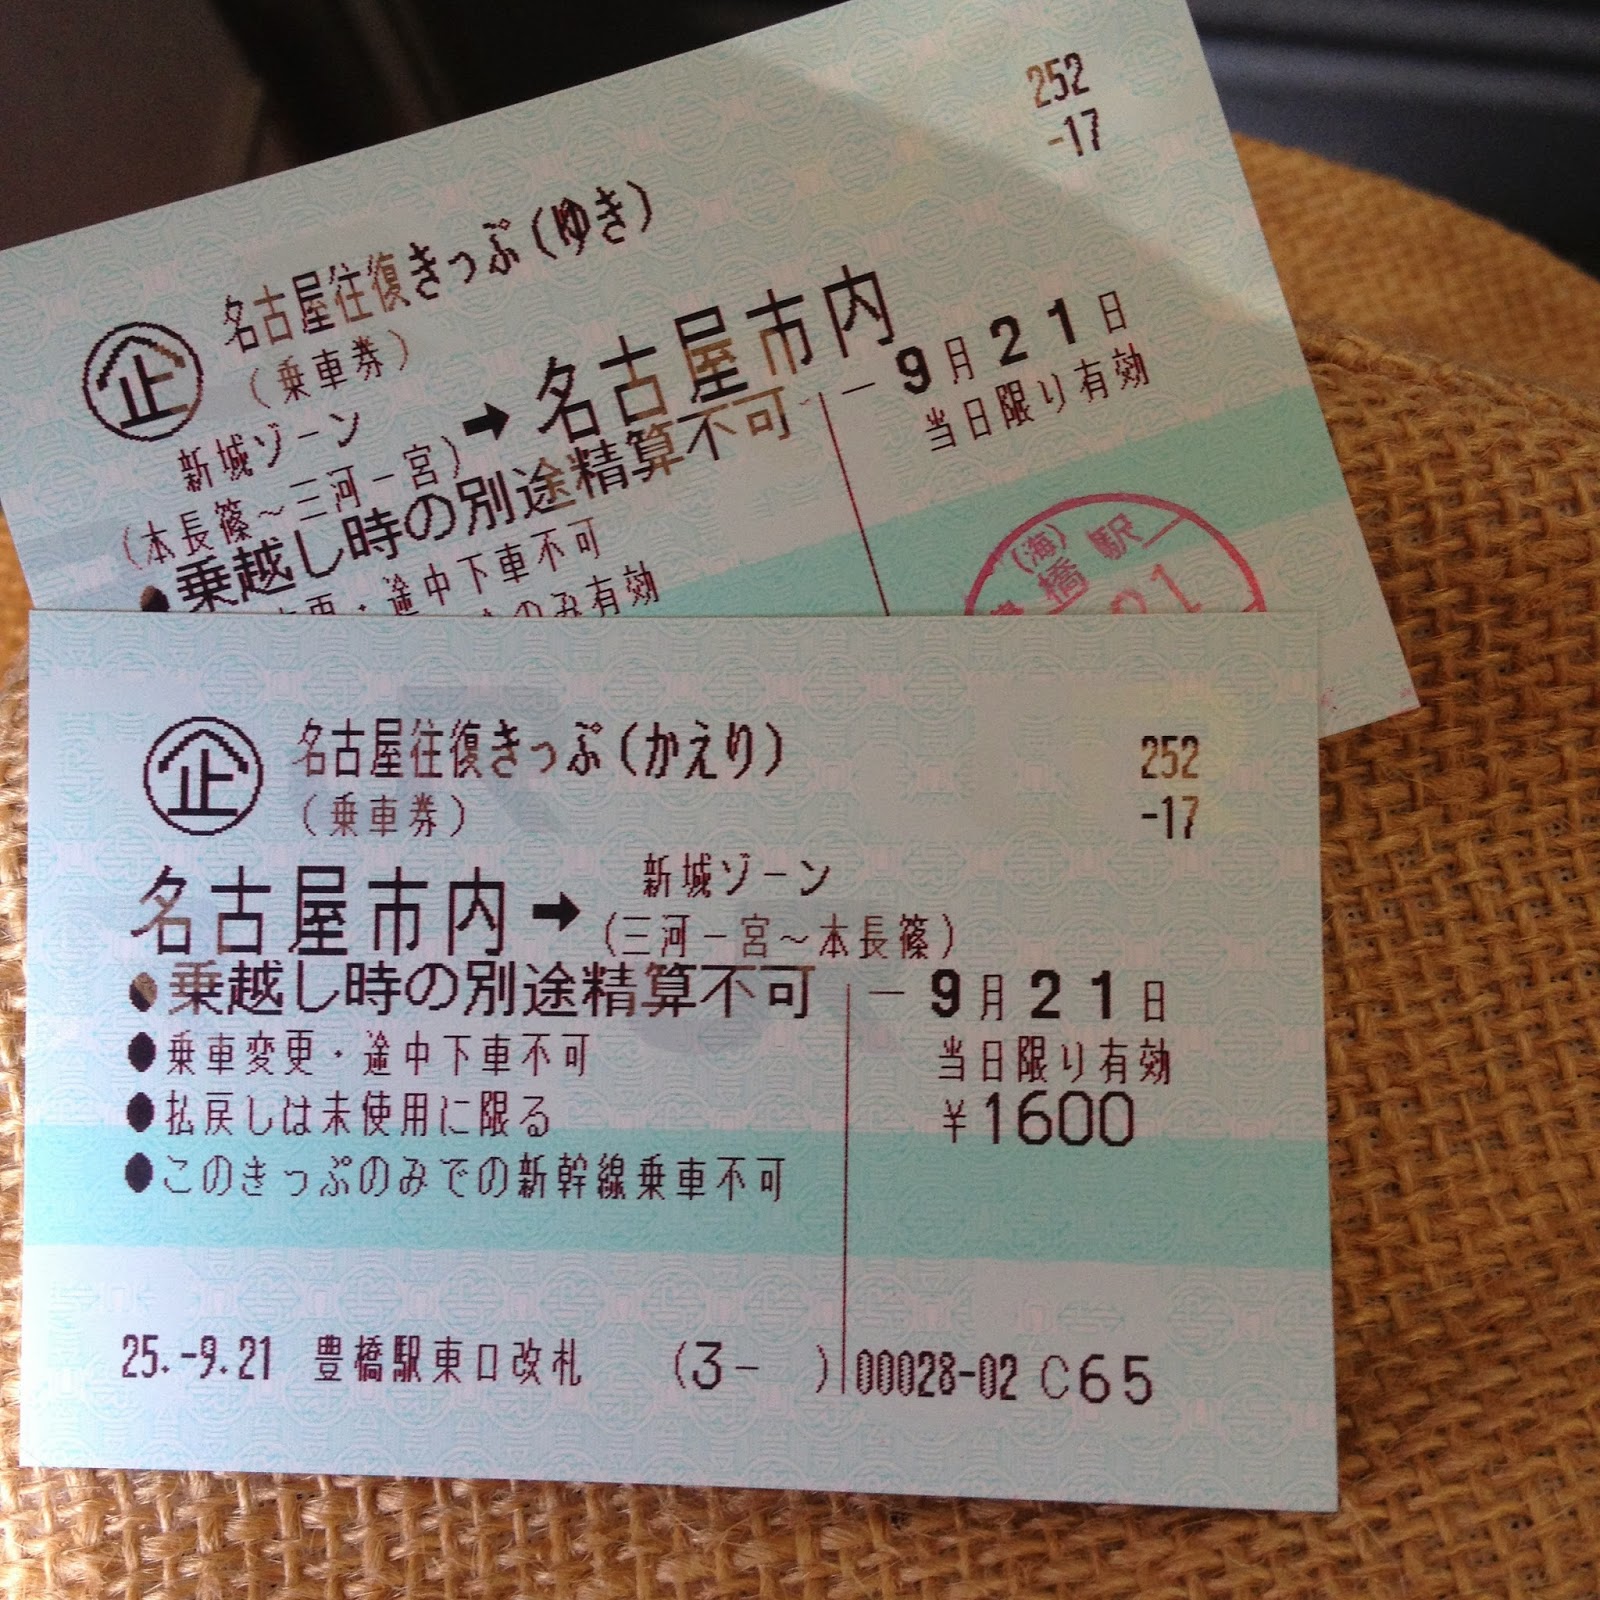 252
-17
企
名古屋往復きっぷ(ゆき)
(乗車券)
新城ゾーン
(本長篠~三河一宮)
➡名古屋市内
-9月21日
当日限り有効
●乗越し時の別途精算不可
変更・途中下車不可
のみ有効
(海)
橋駅
21
企
名古屋往復きっぷ(かえり)
(乗車券)
252
-17
名古屋市内➡新城ゾーン
(三河一宮~本長篠)
●乗越し時の別途精算不可
-9月21日
●乗車変更・途中下車不可
当日限り有効
●払戻しは未使用に限る
¥1600
●このきっぷのみでの新幹線乗車不可
25.-9.21 豊橋駅東口改札 (3- ) 00028-02 C65